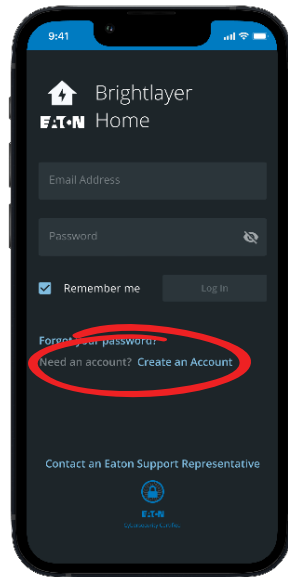 9:41
Brightlayer
EATON Home
Email Address
Password
Remember me
Log In
Forgot your password?
Need an account? Create an Account
Contact an Eaton Support Representative
EATON